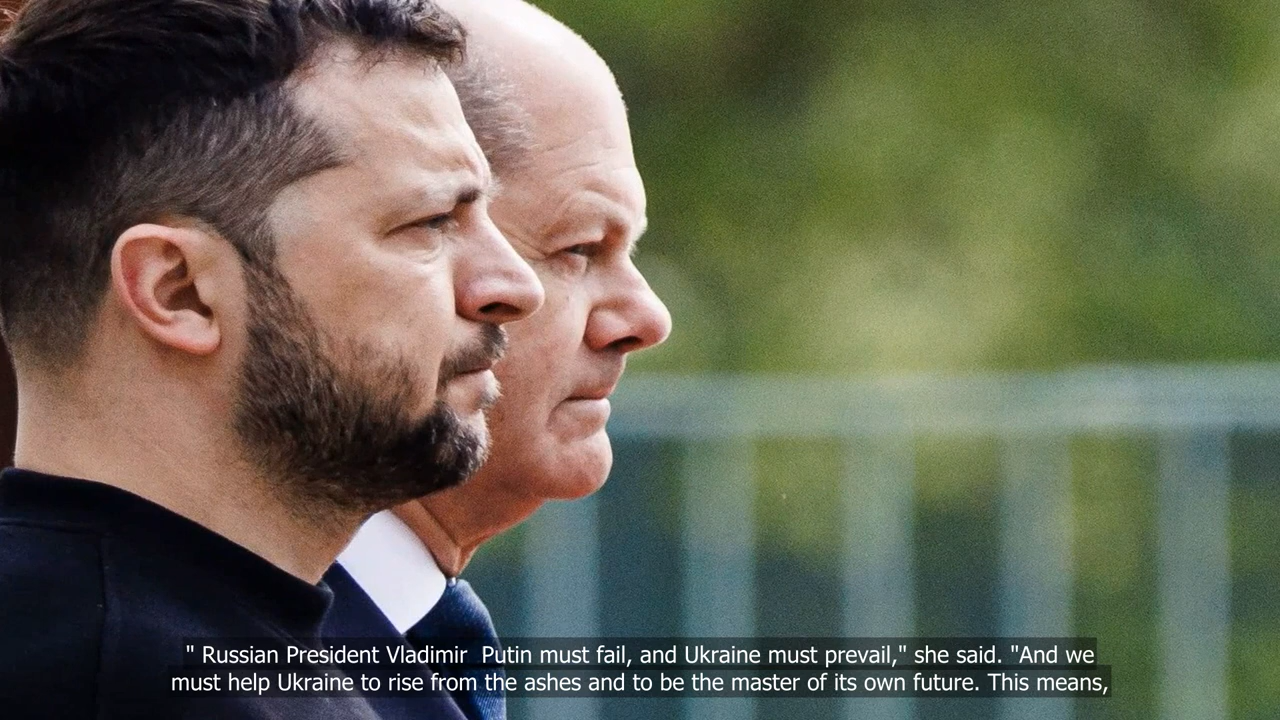 " Russian President Vladimir  Putin must fail, and Ukraine must prevail," she said. "And we
must help Ukraine to rise from the ashes and to be the master of its own future. This means,